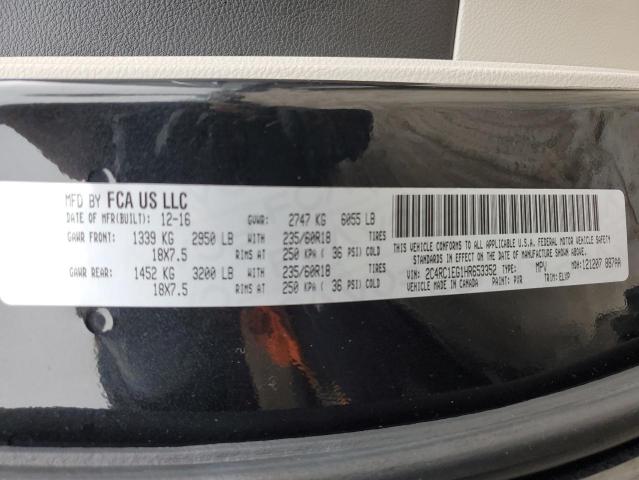 MFD BY FCA US LLC
DATE OF MFR(BUILT): 12-16 GVWR: 2747 KG 6055 LB
GAWR FRONT: 1339 KG 2950 LB WITH 235/60R18 TIRES
18X7.5 RIMS AT 250 KPA ( 36 PSI) COLD
GAWR REAR: 1452 KG 3200 LB WITH 235/60R18 TIRES
18X7.5 RIMS AT 250 KPA ( 36 PSI) COLD
THIS VEHICLE CONFORMS TO ALL APPLICABLE U.S.A. FEDERAL MOTOR VEHICLE SAFETY
STANDARDS IN EFFECT ON THE DATE OF MANUFACTURE SHOWN ABOVE.
VIN: 2C4RC1EG1HR653352 TYPE: MPV MDH: 121207 897AA
VEHICLE MADE IN CANADA PAINT: PXR TRIM: ELXP